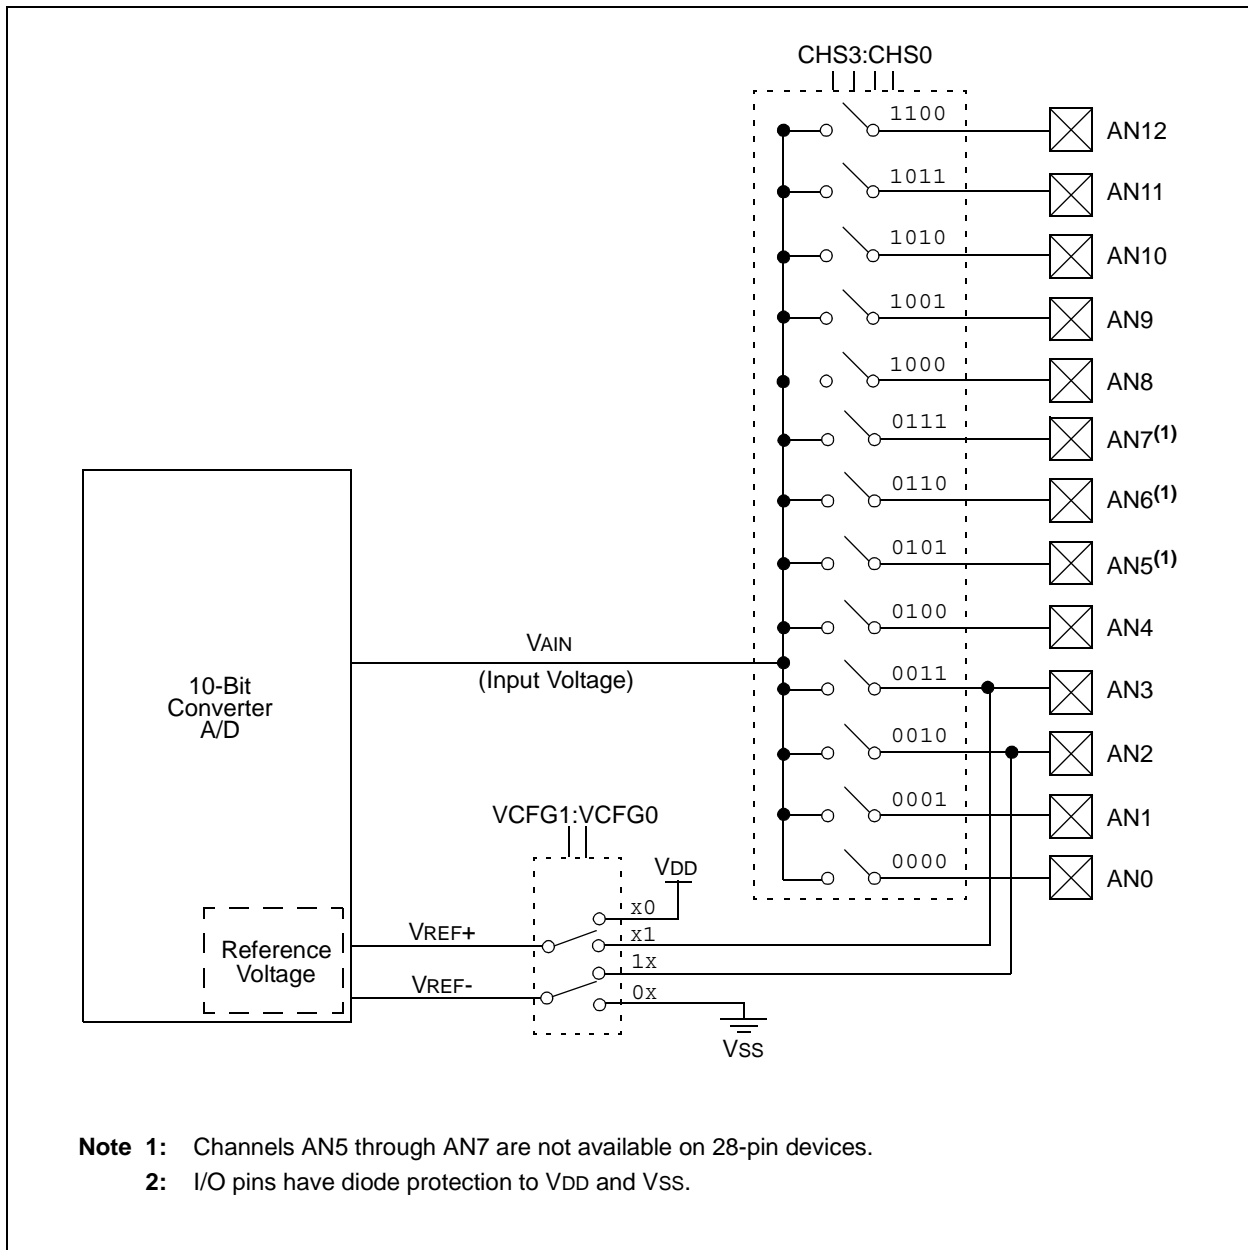 CHS3:CHS0
1100
AN12
1011
AN11
1010
AN10
1001
AN9
1000
AN8
0111
AN7(1)
0110
AN6(1)
0101
AN5(1)
0100
AN4
VAIN
(Input Voltage)
0011
AN3
10-Bit
Converter
A/D
0010
AN2
0001
AN1
VCFG1:VCFG0
0000
AN0
VDD
x0
VREF+
x1
Reference
Voltage
1x
VREF-
0x
VSS
Note 1: Channels AN5 through AN7 are not available on 28-pin devices.
2: I/O pins have diode protection to VDD and VSS.